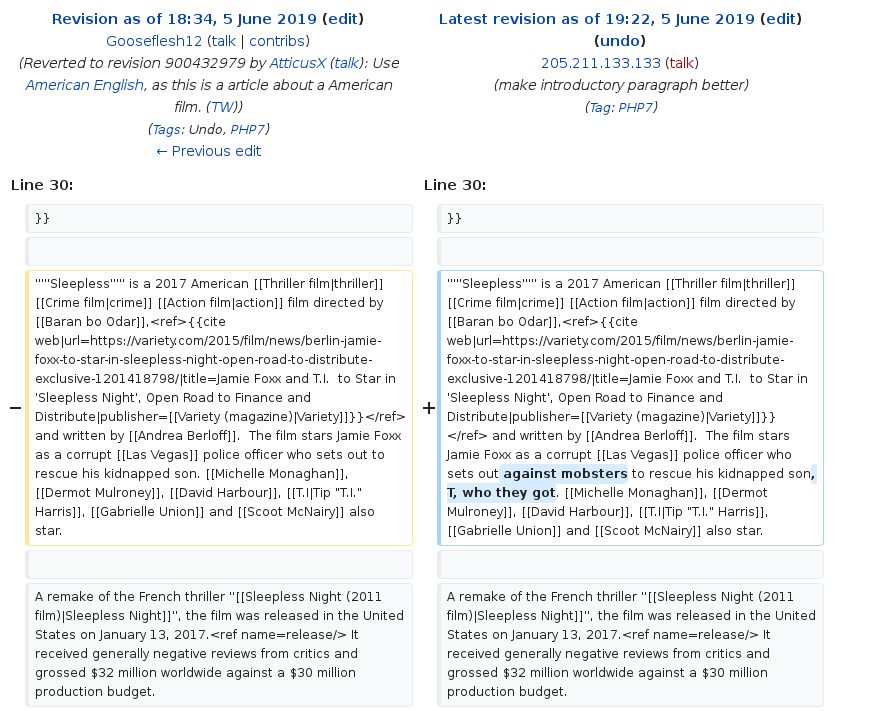 Revision as of 18:34, 5 June 2019 (edit)
Gooseflesh12 (talk | contribs)
(Reverted to revision 900432979 by AtticusX (talk): Use
American English, as this is a article about a American
film. (TW))
(Tags: Undo, PHP7)
← Previous edit
Latest revision as of 19:22, 5 June 2019 (edit)
(undo)
205.211.133.133 (talk)
(make introductory paragraph better)
(Tag: PHP7)
Line 30:
Line 30:
}}
}}
−
'''''Sleepless''''' is a 2017 American [[Thriller film|thriller]]
[[Crime film|crime]] [[Action film|action]] film directed by
[[Baran bo Odar]],<ref>{{cite
web|url=https://variety.com/2015/film/news/berlin-jamie-
foxx-to-star-in-sleepless-night-open-road-to-distribute-
exclusive-1201418798/|title=Jamie Foxx and T.I.  to Star in
'Sleepless Night', Open Road to Finance and
Distribute|publisher=[[Variety (magazine)|Variety]]}}</ref>
and written by [[Andrea Berloff]].  The film stars Jamie Foxx
as a corrupt [[Las Vegas]] police officer who sets out to
rescue his kidnapped son. [[Michelle Monaghan]],
[[Dermot Mulroney]], [[David Harbour]], [[T.I|Tip "T.I."
Harris]], [[Gabrielle Union]] and [[Scoot McNairy]] also
star.
+
'''''Sleepless''''' is a 2017 American [[Thriller film|thriller]]
[[Crime film|crime]] [[Action film|action]] film directed by
[[Baran bo Odar]],<ref>{{cite
web|url=https://variety.com/2015/film/news/berlin-jamie-
foxx-to-star-in-sleepless-night-open-road-to-distribute-
exclusive-1201418798/|title=Jamie Foxx and T.I.  to Star in
'Sleepless Night', Open Road to Finance and
Distribute|publisher=[[Variety (magazine)|Variety]]}}
</ref> and written by [[Andrea Berloff]].  The film stars
Jamie Foxx as a corrupt [[Las Vegas]] police officer who
sets out against mobsters to rescue his kidnapped son,
T, who they got. [[Michelle Monaghan]], [[Dermot
Mulroney]], [[David Harbour]], [[T.I|Tip "T.I." Harris]],
[[Gabrielle Union]] and [[Scoot McNairy]] also star.
A remake of the French thriller ''[[Sleepless Night (2011
film)|Sleepless Night]]'', the film was released in the United
States on January 13, 2017.<ref name=release/> It
received generally negative reviews from critics and
grossed $32 million worldwide against a $30 million
production budget.
A remake of the French thriller ''[[Sleepless Night (2011
film)|Sleepless Night]]'', the film was released in the United
States on January 13, 2017.<ref name=release/> It
received generally negative reviews from critics and
grossed $32 million worldwide against a $30 million
production budget.